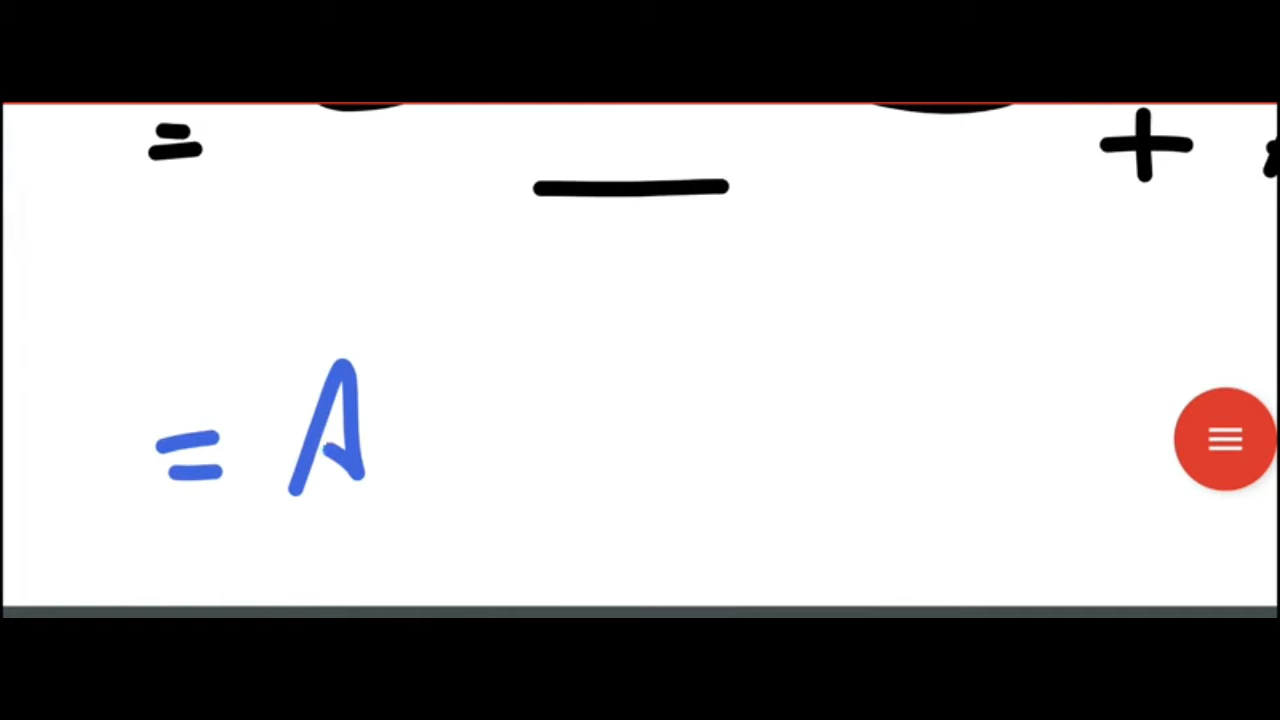 = — +
= A